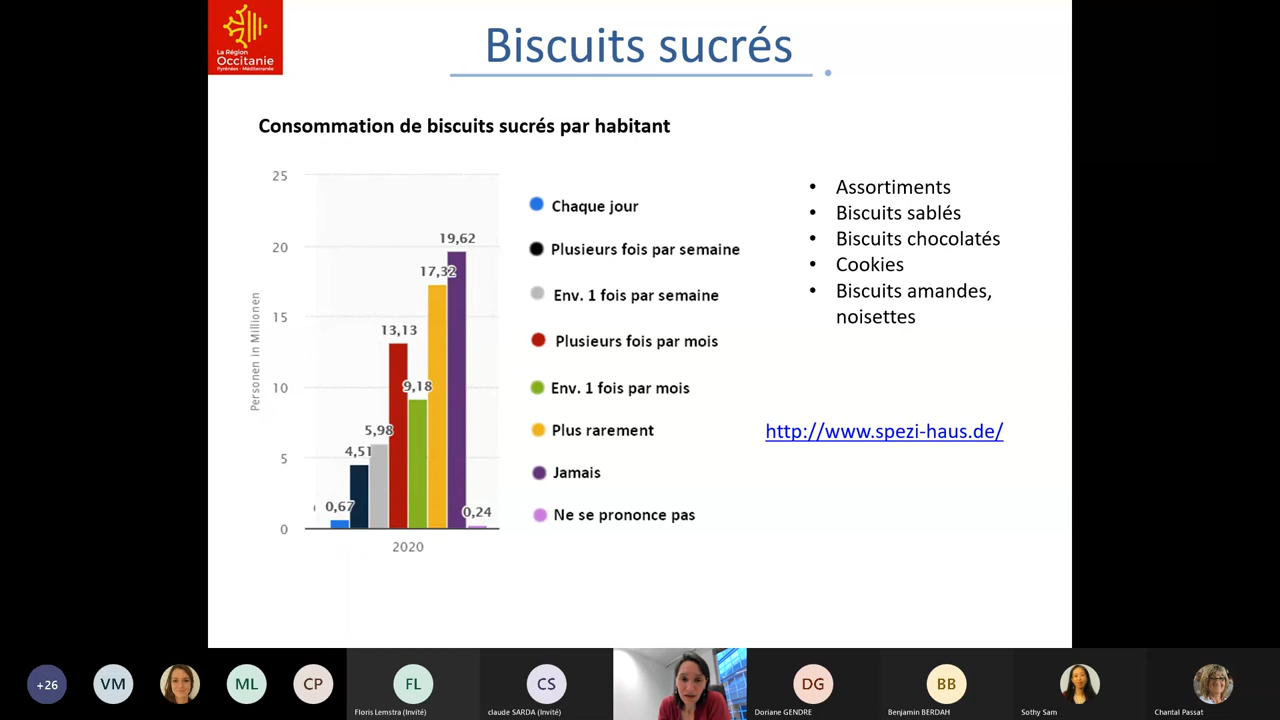 La Région
Occitanie
Pyrénées - Méditerranée
Biscuits sucrés
Consommation de biscuits sucrés par habitant
25
20
15
10
5
0
Personen in Millionen
0,67
4,51
5,98
13,13
9,18
17,32
19,62
0,24
2020
Chaque jour
Plusieurs fois par semaine
Env. 1 fois par semaine
Plusieurs fois par mois
Env. 1 fois par mois
Plus rarement
Jamais
Ne se prononce pas
• Assortiments
• Biscuits sablés
• Biscuits chocolatés
• Cookies
• Biscuits amandes,
noisettes
http://www.spezi-haus.de/
+26
VM
ML
CP
FL
Floris Lemstra (Invité)
CS
claude SARDA (Invité)
DG
Doriane GENDRE
BB
Benjamin BERDAH
Sothy Sam
Chantal Passat